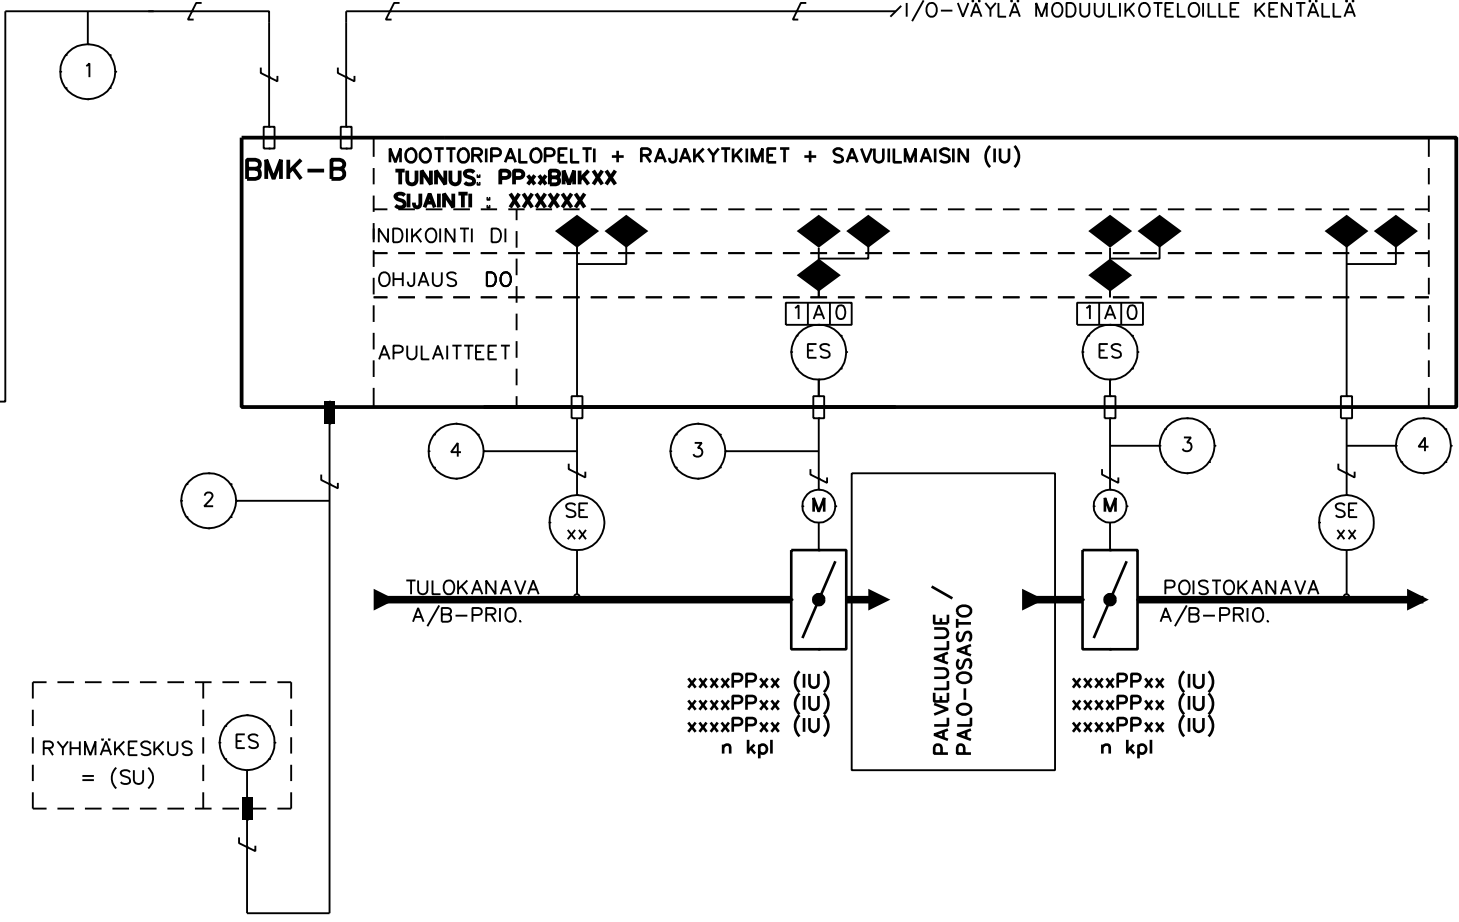 I/O-VÄYLÄ MODUULIKOTELOILLE KENTÄLLÄ
1
BMK-B
MOOTTORIPALOPELTI + RAJAKYTKIMET + SAVUILMAISIN (IU)
TUNNUS: PPxxBMKXX
SIJAINTI : XXXXXX
INDIKOINTI DI
OHJAUS DO
1 A 0
1 A 0
APULAITTEET
ES
ES
4
3
3
4
2
SE
xx
M
M
SE
xx
TULOKANAVA
A/B-PRIO.
POISTOKANAVA
A/B-PRIO.
PALVELUALUE /
PALO-OSASTO
xxxxPPxx (IU)
xxxxPPxx (IU)
xxxxPPxx (IU)
n kpl
xxxxPPxx (IU)
xxxxPPxx (IU)
xxxxPPxx (IU)
n kpl
RYHMÄKESKUS
= (SU)
ES